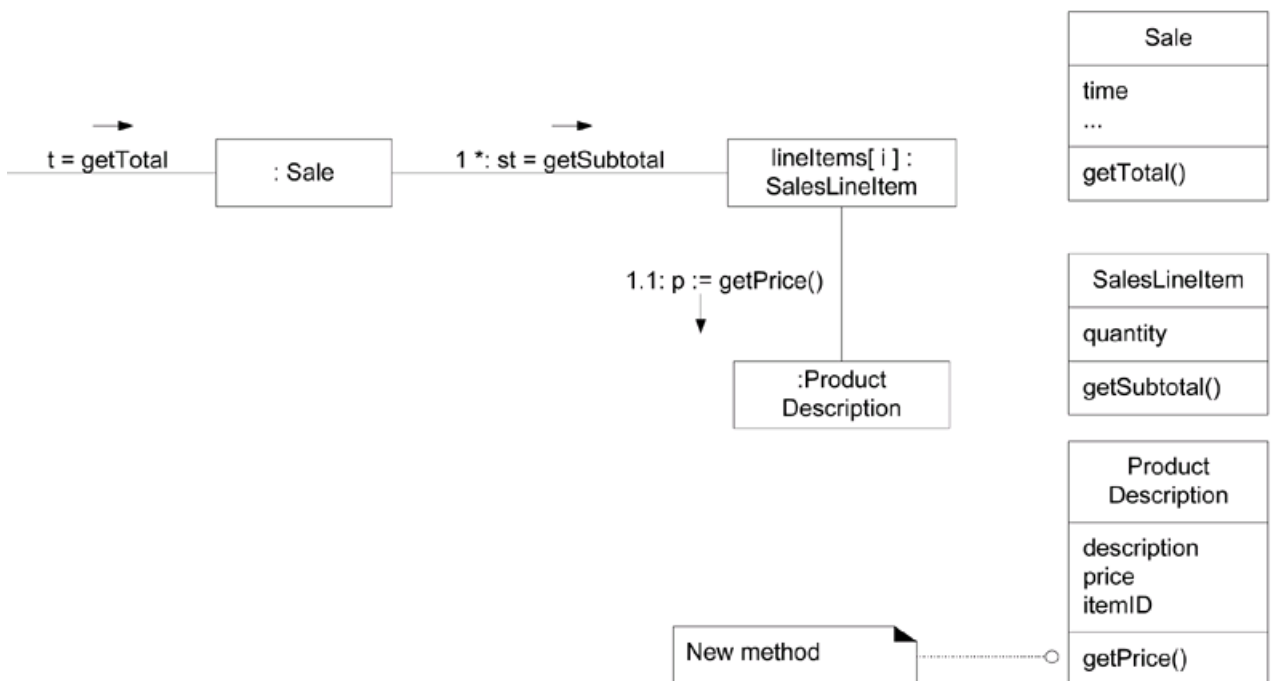 t = getTotal
: Sale
1 *: st = getSubtotal
lineItems[ i ] :
SalesLineItem
1.1: p := getPrice()
:Product
Description
Sale
time
...
getTotal()
SalesLineItem
quantity
getSubtotal()
Product
Description
description
price
itemID
getPrice()
New method